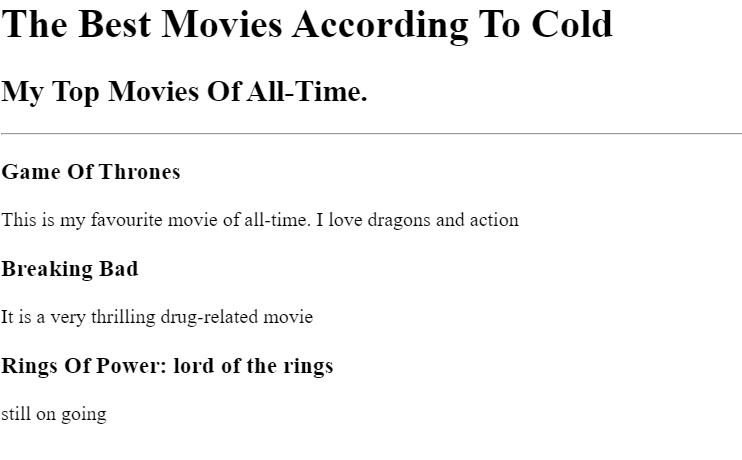 The Best Movies According To Cold
My Top Movies Of All-Time.
Game Of Thrones
This is my favourite movie of all-time. I love dragons and action
Breaking Bad
It is a very thrilling drug-related movie
Rings Of Power: lord of the rings
still on going